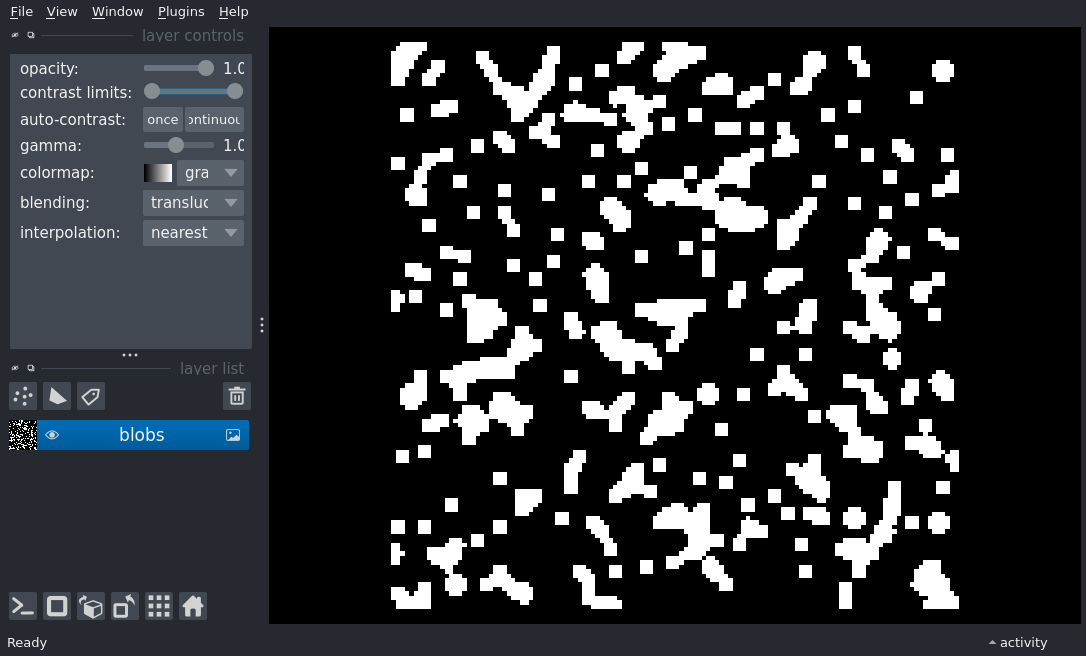 File View Window Plugins Help
layer controls
opacity: 1.0
contrast limits:
auto-contrast: once ontinuou
gamma: 1.0
colormap: gra
blending: transluc
interpolation: nearest
layer list
blobs
Ready activity